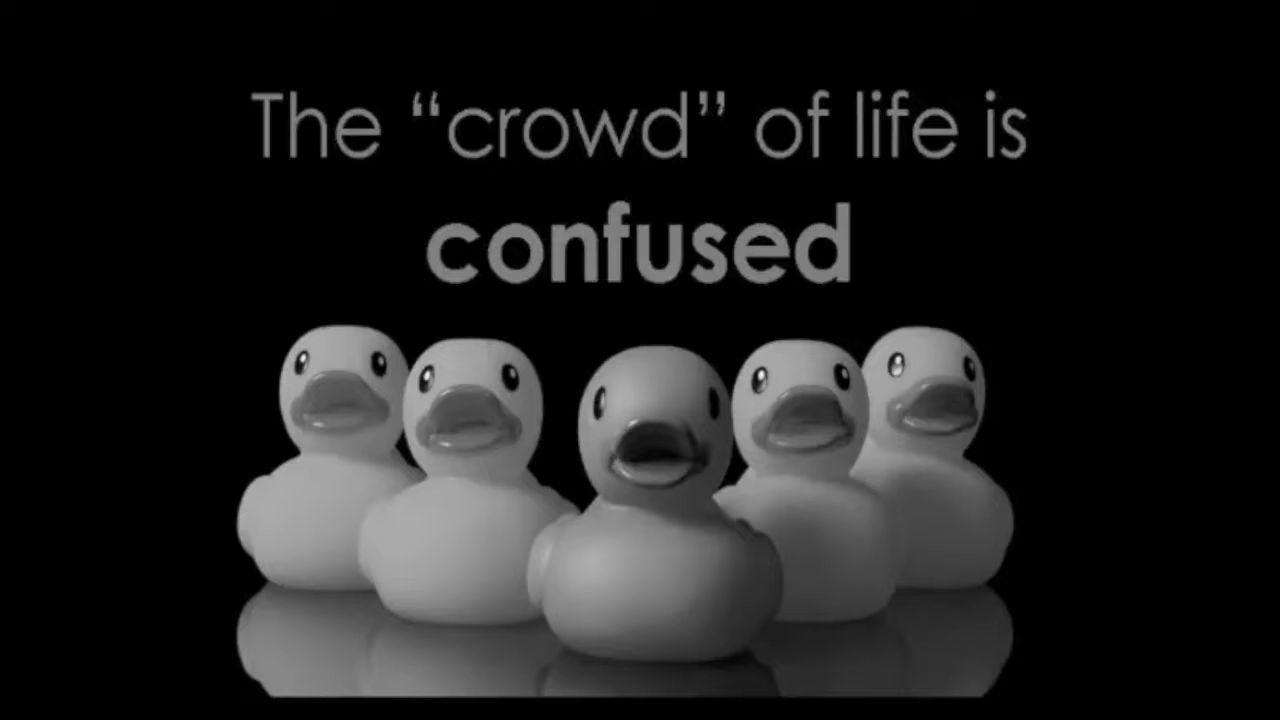 The “crowd” of life is
confused